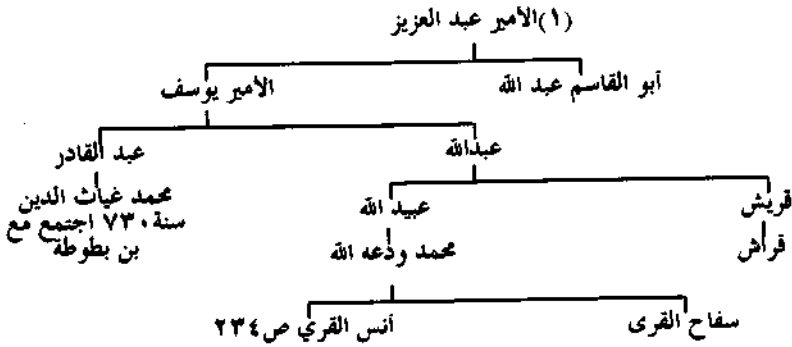 (١) الأمير عبد العزيز
أبو القاسم عبد الله
الأمير يوسف
عبدالله
عبد القادر
قريش
عبيد الله
محمد غياث الدين
سنة ٧٣٠ اجتمع مع
بن بطوطة
قراش
محمد ودعه الله
سفاح القرى
أنس القري ص٢٣٤